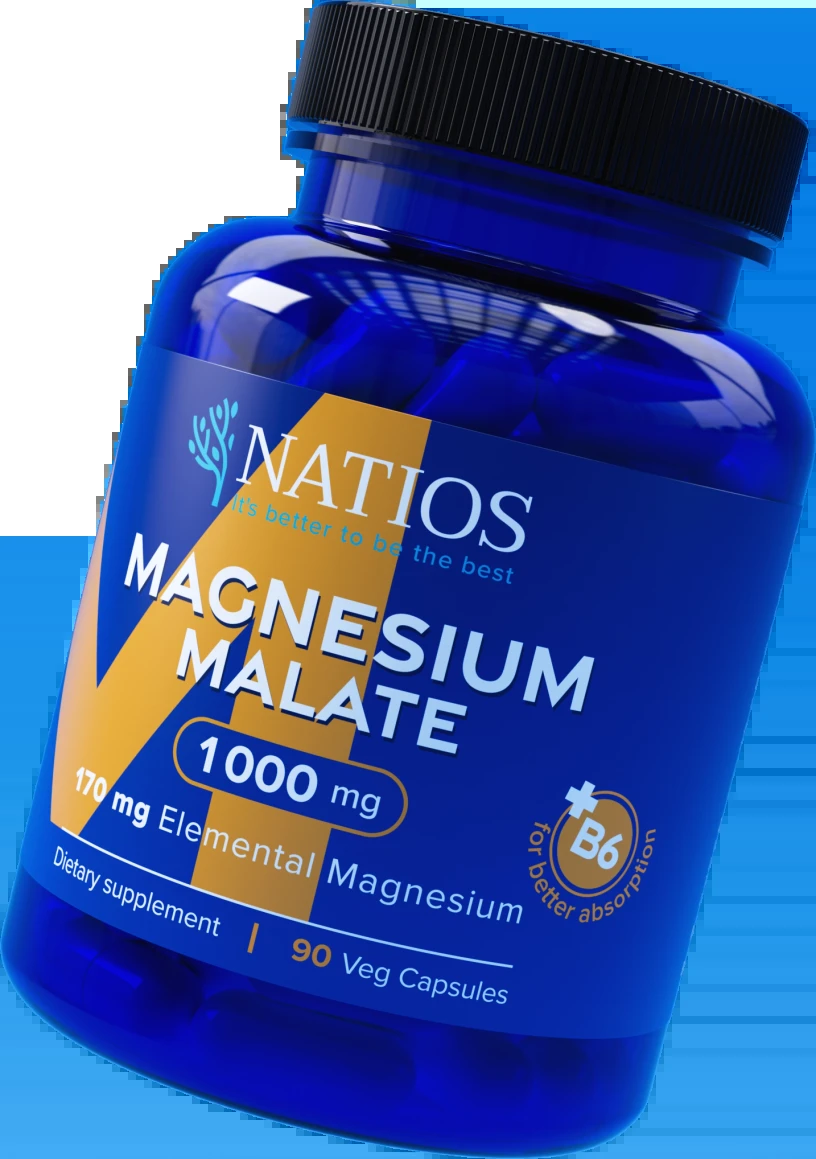 NATIOS
It's better to be the best
MAGNESIUM
MALATE
1000 mg
170 mg Elemental Magnesium
+B6
for better absorption
Dietary supplement | 90 Veg Capsules